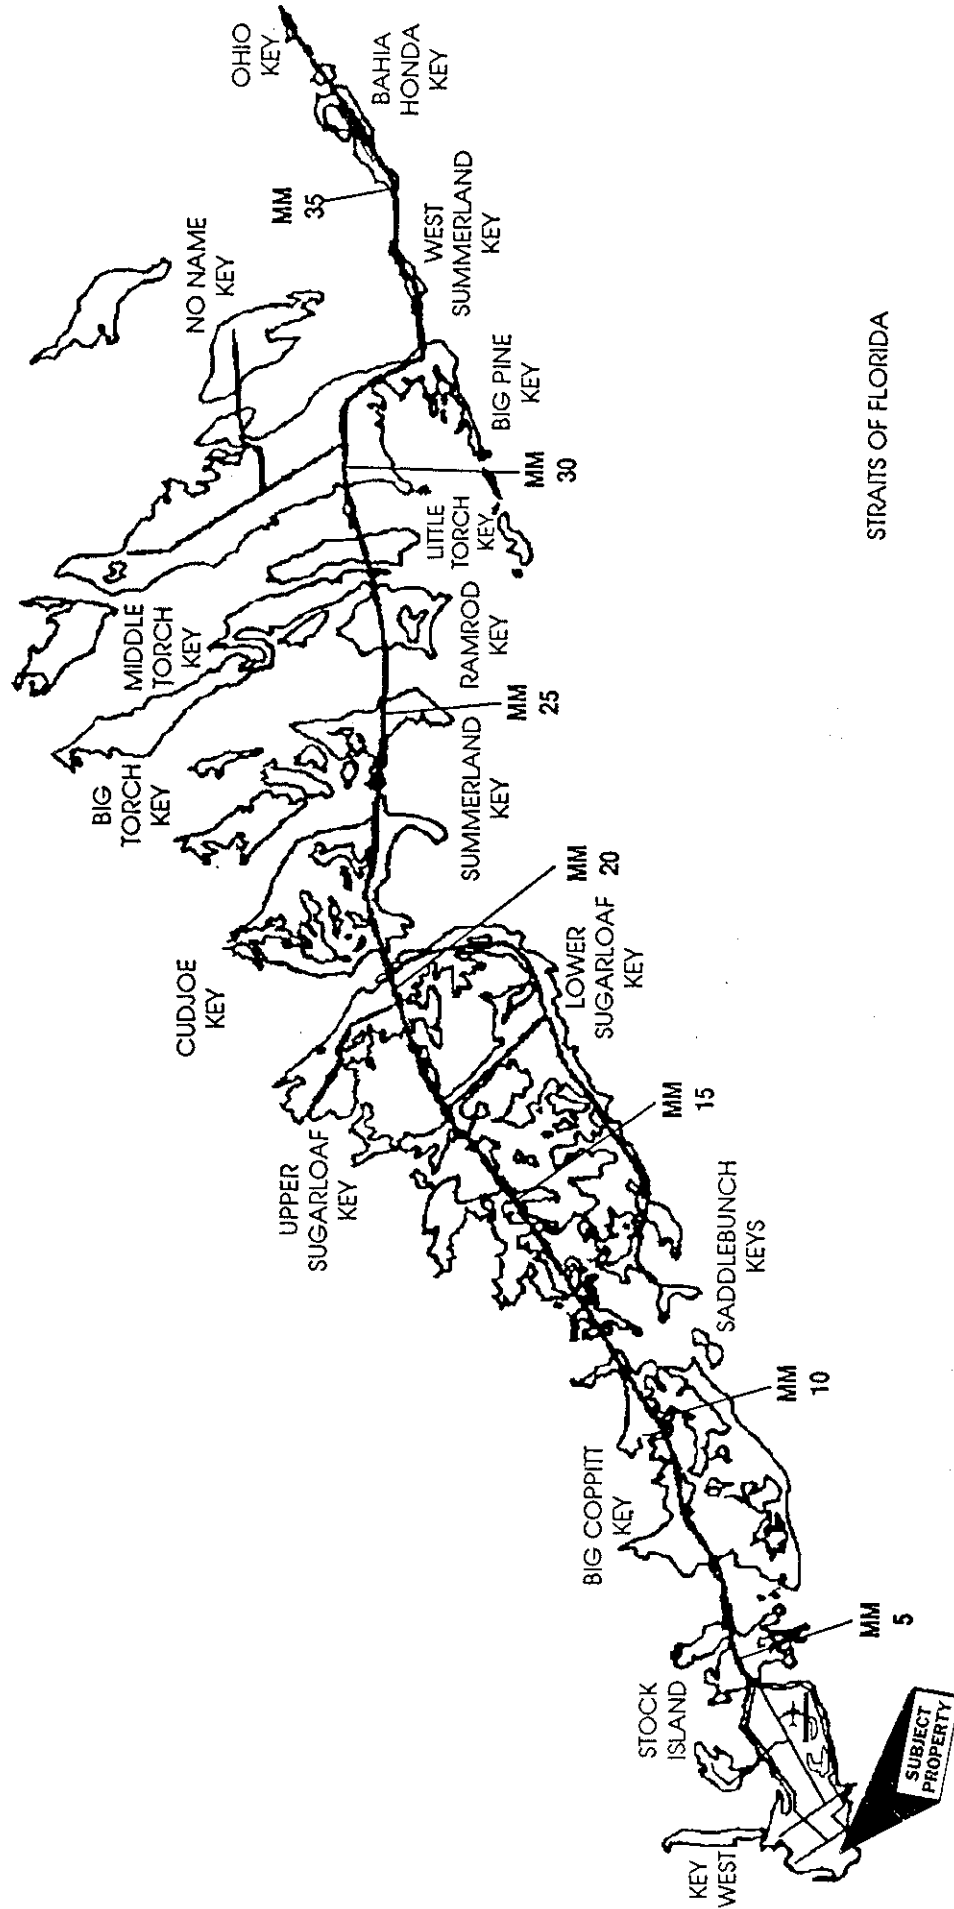 OHIO
KEY
BAHIA
HONDA
KEY
MM
35
NO NAME
KEY
WEST
SUMMERLAND
KEY
BIG PINE
KEY
MM
30
LITTLE
TORCH
KEY
MIDDLE
TORCH
KEY
RAMROD
KEY
MM
25
BIG
TORCH
KEY
SUMMERLAND
KEY
MM
20
CUDJOE
KEY
LOWER
SUGARLOAF
KEY
MM
15
UPPER
SUGARLOAF
KEY
SADDLEBUNCH
KEYS
MM
10
BIG COPPITT
KEY
MM
5
STOCK
ISLAND
KEY
WEST
SUBJECT
PROPERTY
STRAITS OF FLORIDA